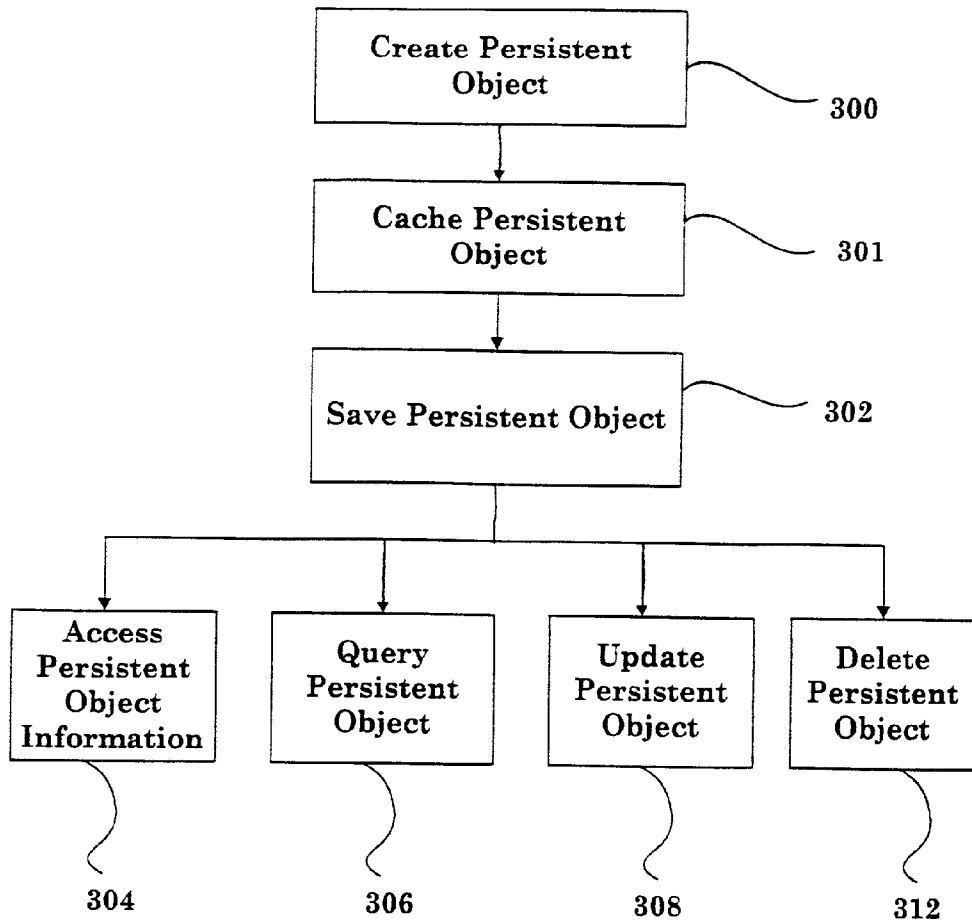 Create Persistent
Object
300
Cache Persistent
Object
301
Save Persistent Object
302
Access
Persistent
Object
Information
Query
Persistent
Object
Update
Persistent
Object
Delete
Persistent
Object
304
306
308
312